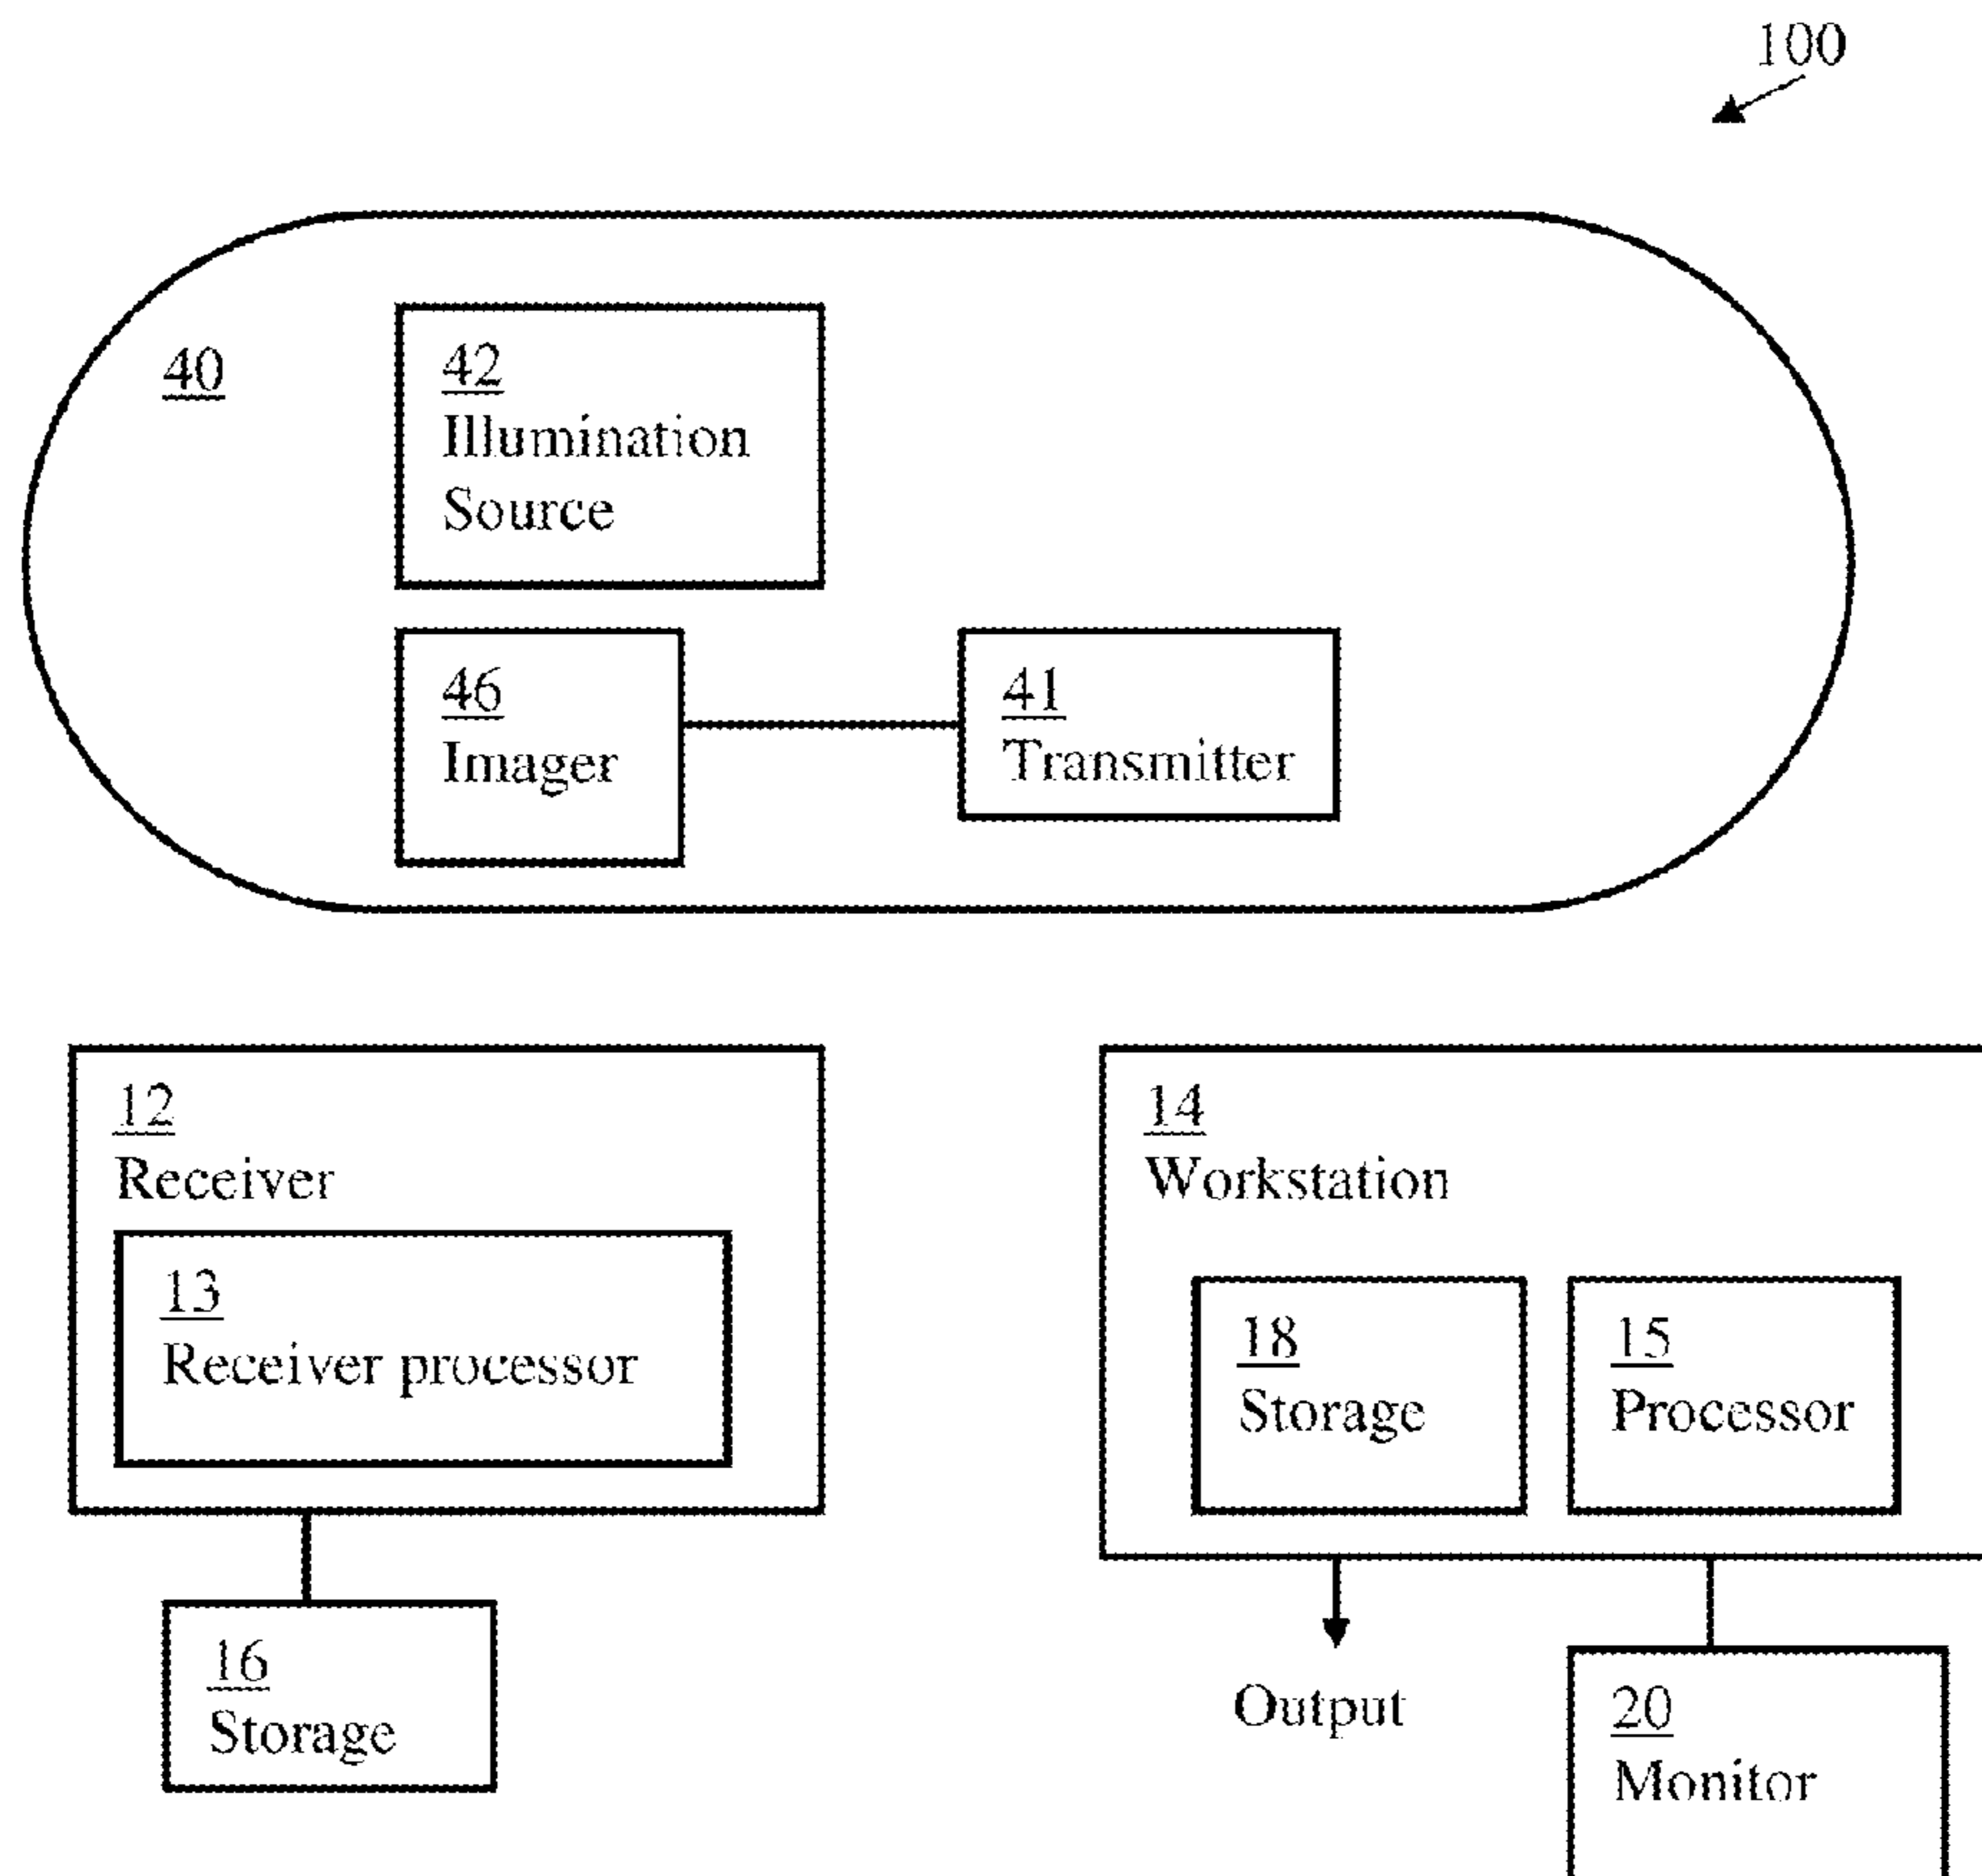 100
40
42
Illumination
Source
46
Imager
41
Transmitter
12
Receiver
13
Receiver processor
14
Workstation
18
Storage
15
Processor
16
Storage
Output
20
Monitor